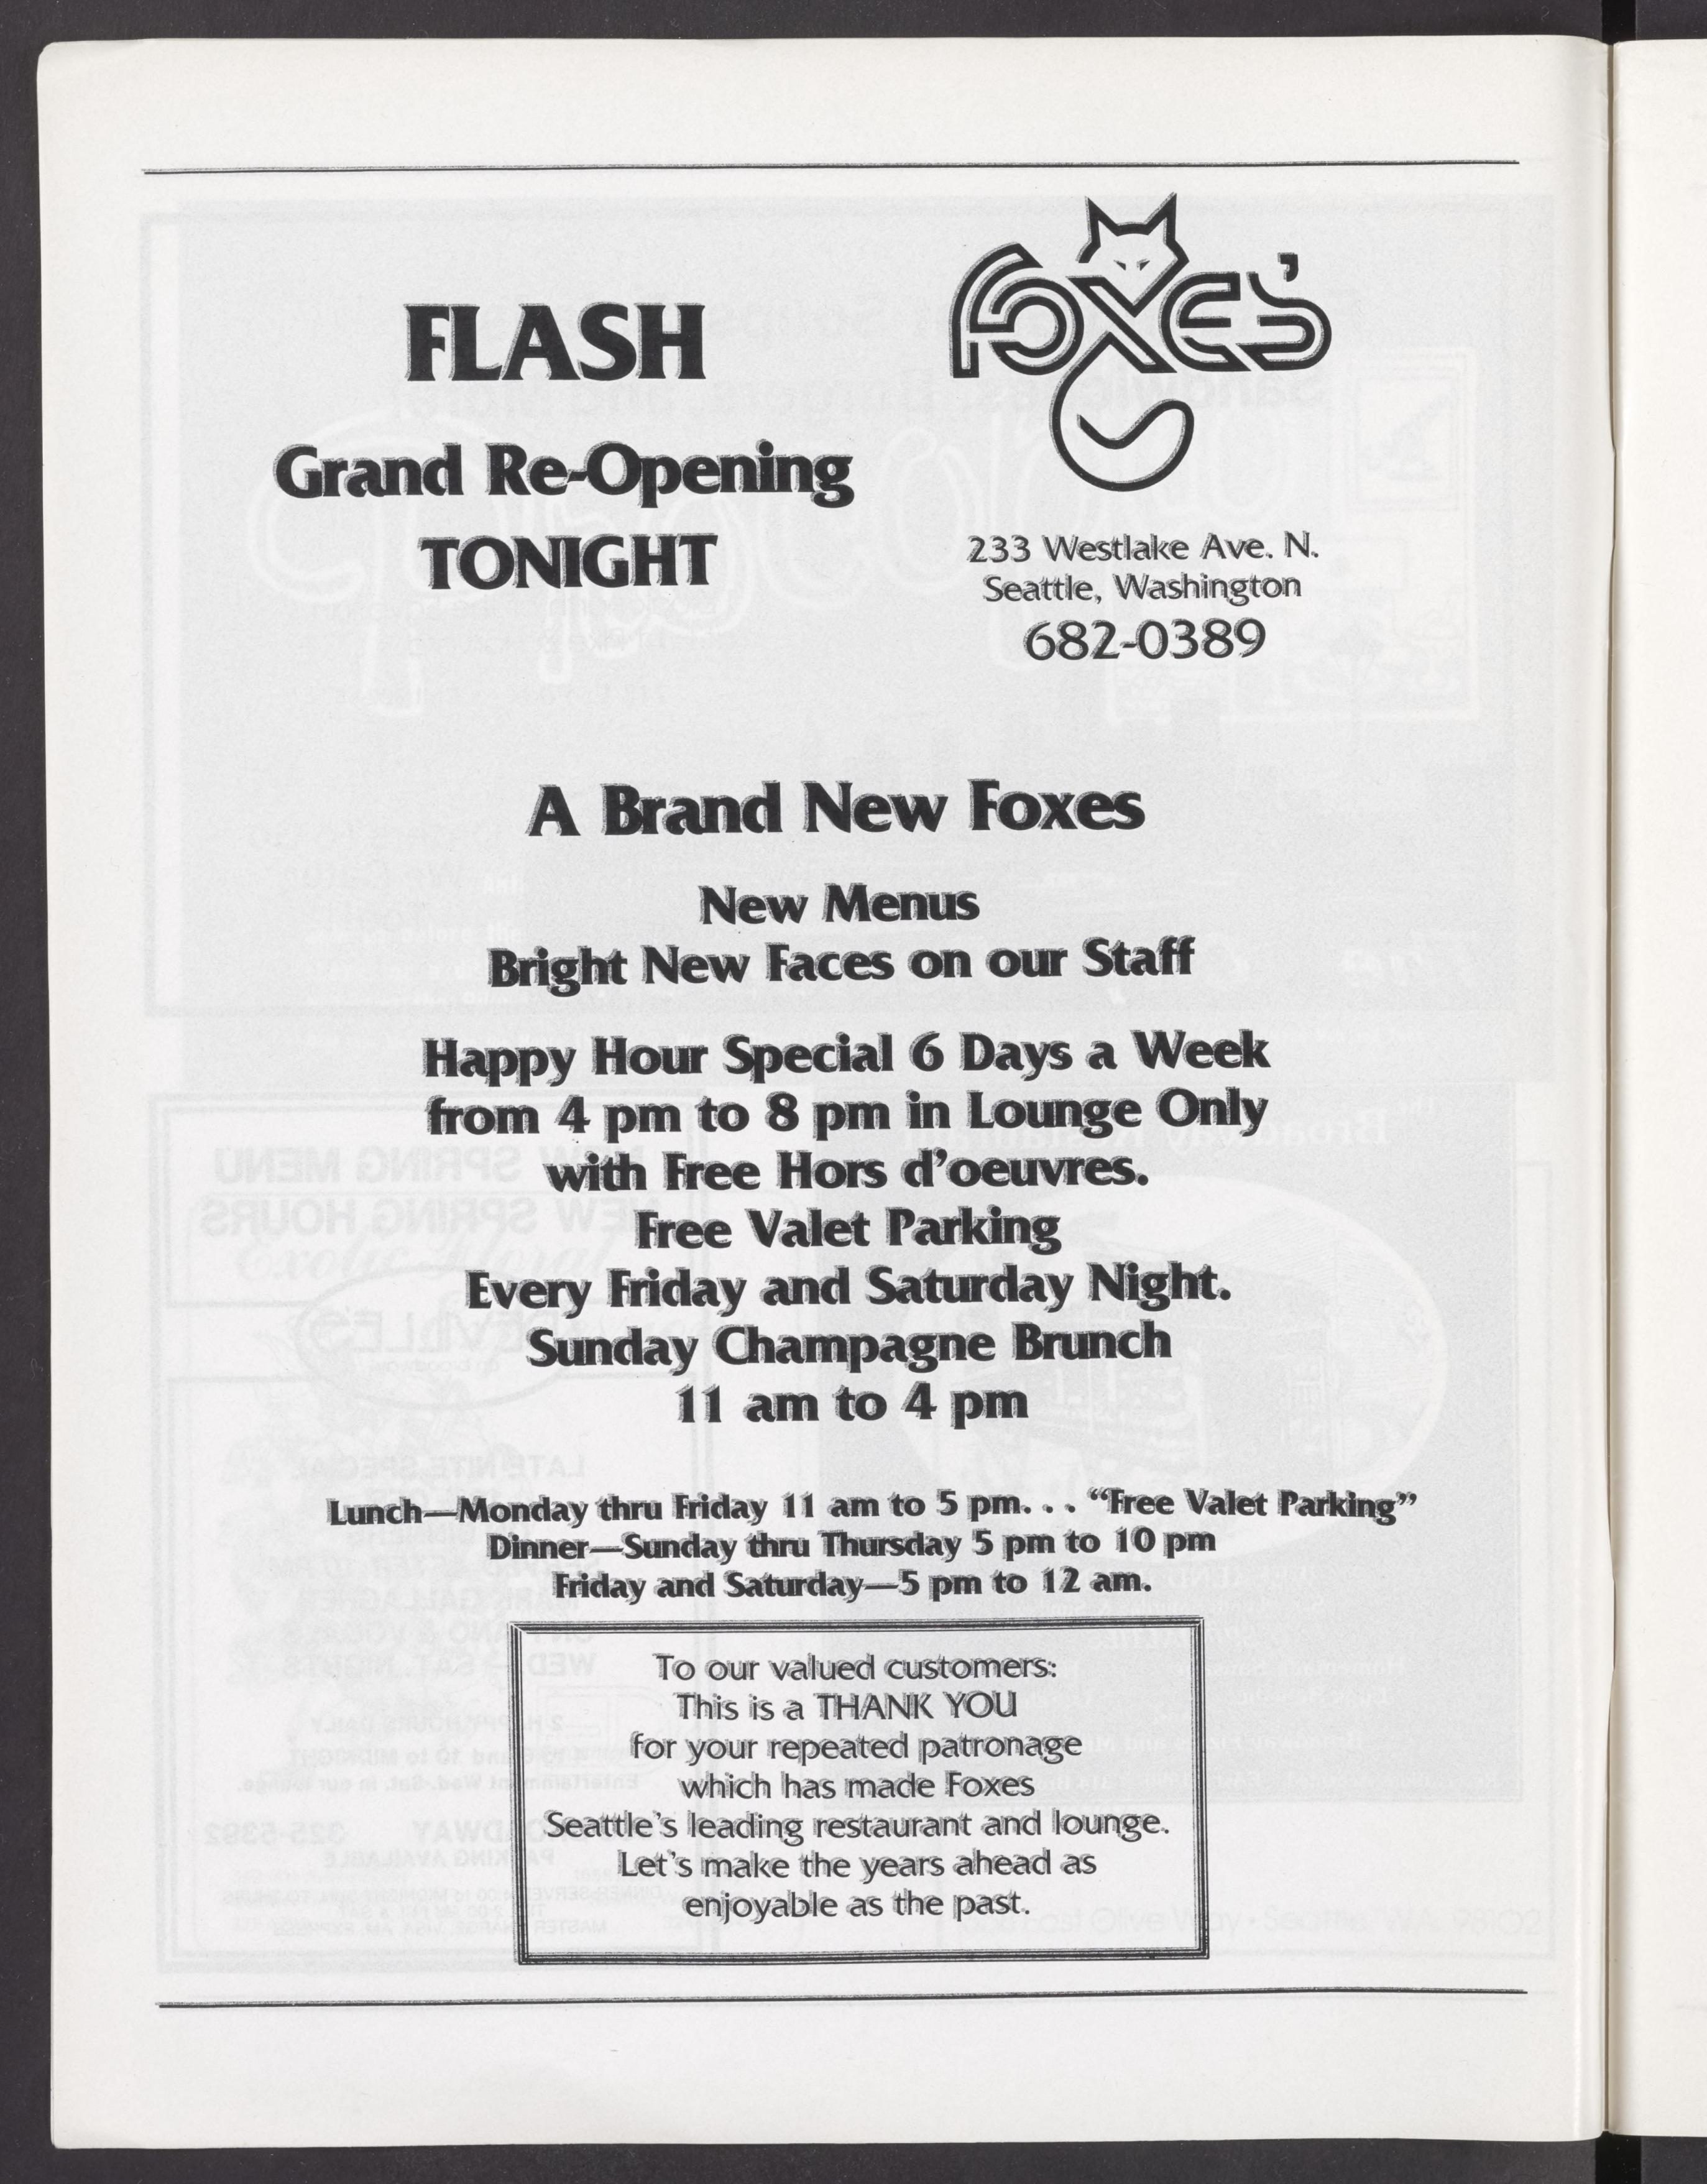 FLASH
Grand Re-Opening
TONIGHT
FOXES'
233 Westlake Ave. N.
Seattle, Washington
682-0389
A Brand New Foxes
New Menus
Bright New Faces on our Staff
Happy Hour Special 6 Days a Week
from 4 pm to 8 pm in Lounge Only
with Free Hors d'oeuvres.
Free Valet Parking
Every Friday and Saturday Night.
Sunday Champagne Brunch
11 am to 4 pm
Lunch—Monday thru Friday 11 am to 5 pm. . . “Free Valet Parking”
Dinner—Sunday thru Thursday 5 pm to 10 pm
Friday and Saturday—5 pm to 12 am.
To our valued customers:
This is a THANK YOU
for your repeated patronage
which has made Foxes
Seattle's leading restaurant and lounge.
Let's make the years ahead as
enjoyable as the past.